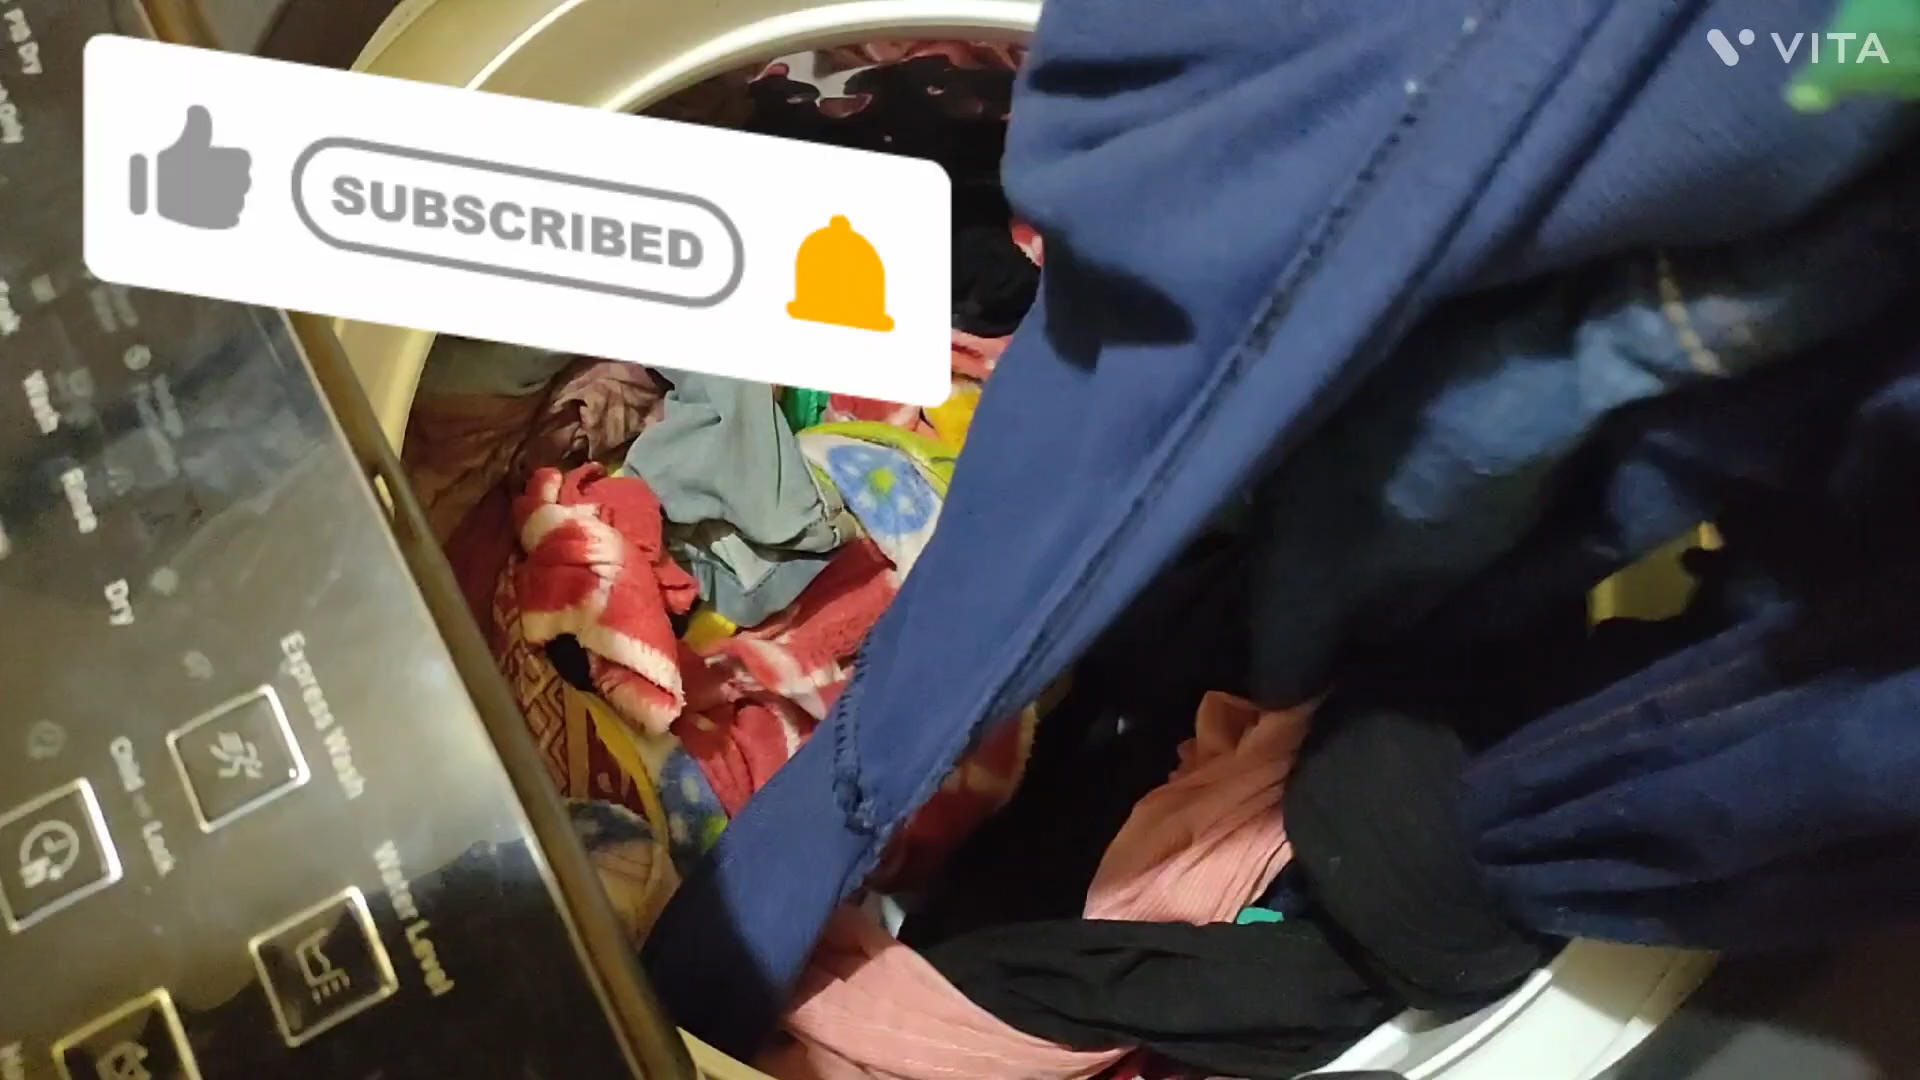 SUBSCRIBED
VITA
Wash
Rinse
Dry
Express Wash
Child Lock
Water Level